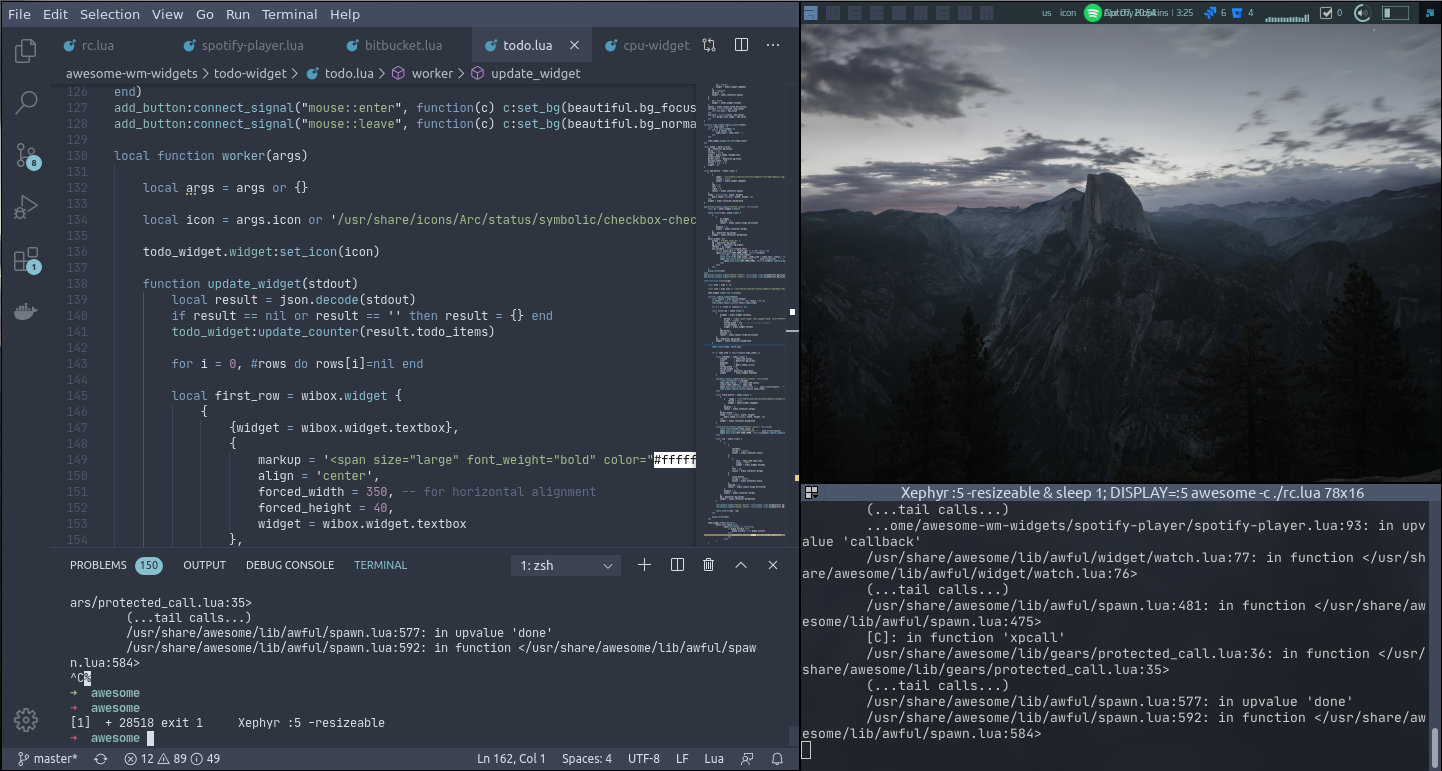 File Edit Selection View Go Run Terminal Help
rc.lua spotify-player.lua bitbucket.lua todo.lua cpu-widget
awesome-wm-widgets > todo-widget > todo.lua > worker > update_widget
126 end)
127 add_button:connect_signal("mouse::enter", function(c) c:set_bg(beautiful.bg_focus
128 add_button:connect_signal("mouse::leave", function(c) c:set_bg(beautiful.bg_norma
129
130 local function worker(args)
131
132 local args = args or {}
133
134 local icon = args.icon or '/usr/share/icons/Arc/status/symbolic/checkbox-chec
135
136 todo_widget.widget:set_icon(icon)
137
138 function update_widget(stdout)
139 local result = json.decode(stdout)
140 if result == nil or result == '' then result = {} end
141 todo_widget:update_counter(result.todo_items)
142
143 for i = 0, #rows do rows[i]=nil end
144
145 local first_row = wibox.widget {
146 {
147 {widget = wibox.widget.textbox},
148 {
149 markup = '<span size="large" font_weight="bold" color="#fffff
150 align = 'center',
151 forced_width = 350, -- for horizontal alignment
152 forced_height = 40,
153 widget = wibox.widget.textbox
154 },
8
1
PROBLEMS 150 OUTPUT DEBUG CONSOLE TERMINAL 1: zsh
ars/protected_call.lua:35>
(...tail calls...)
/usr/share/awesome/lib/awful/spawn.lua:577: in upvalue 'done'
/usr/share/awesome/lib/awful/spawn.lua:592: in function </usr/share/awesome/lib/awful/spaw
n.lua:584>
^C%
➜ awesome
➜ awesome
[1] + 28518 exit 1 Xephyr :5 -resizeable
➜ awesome
master* 12 89 49 Ln 162, Col 1 Spaces: 4 UTF-8 LF Lua
us icon 3:25 6 4 0
Xephyr :5 -resizeable & sleep 1; DISPLAY=:5 awesome -c ./rc.lua 78x16
(...tail calls...)
...ome/awesome-wm-widgets/spotify-player/spotify-player.lua:93: in upv
alue 'callback'
/usr/share/awesome/lib/awful/widget/watch.lua:77: in function </usr/sh
are/awesome/lib/awful/widget/watch.lua:76>
(...tail calls...)
/usr/share/awesome/lib/awful/spawn.lua:481: in function </usr/share/aw
esome/lib/awful/spawn.lua:475>
[C]: in function 'xpcall'
/usr/share/awesome/lib/gears/protected_call.lua:36: in function </usr/
share/awesome/lib/gears/protected_call.lua:35>
(...tail calls...)
/usr/share/awesome/lib/awful/spawn.lua:577: in upvalue 'done'
/usr/share/awesome/lib/awful/spawn.lua:592: in function </usr/share/aw
esome/lib/awful/spawn.lua:584>